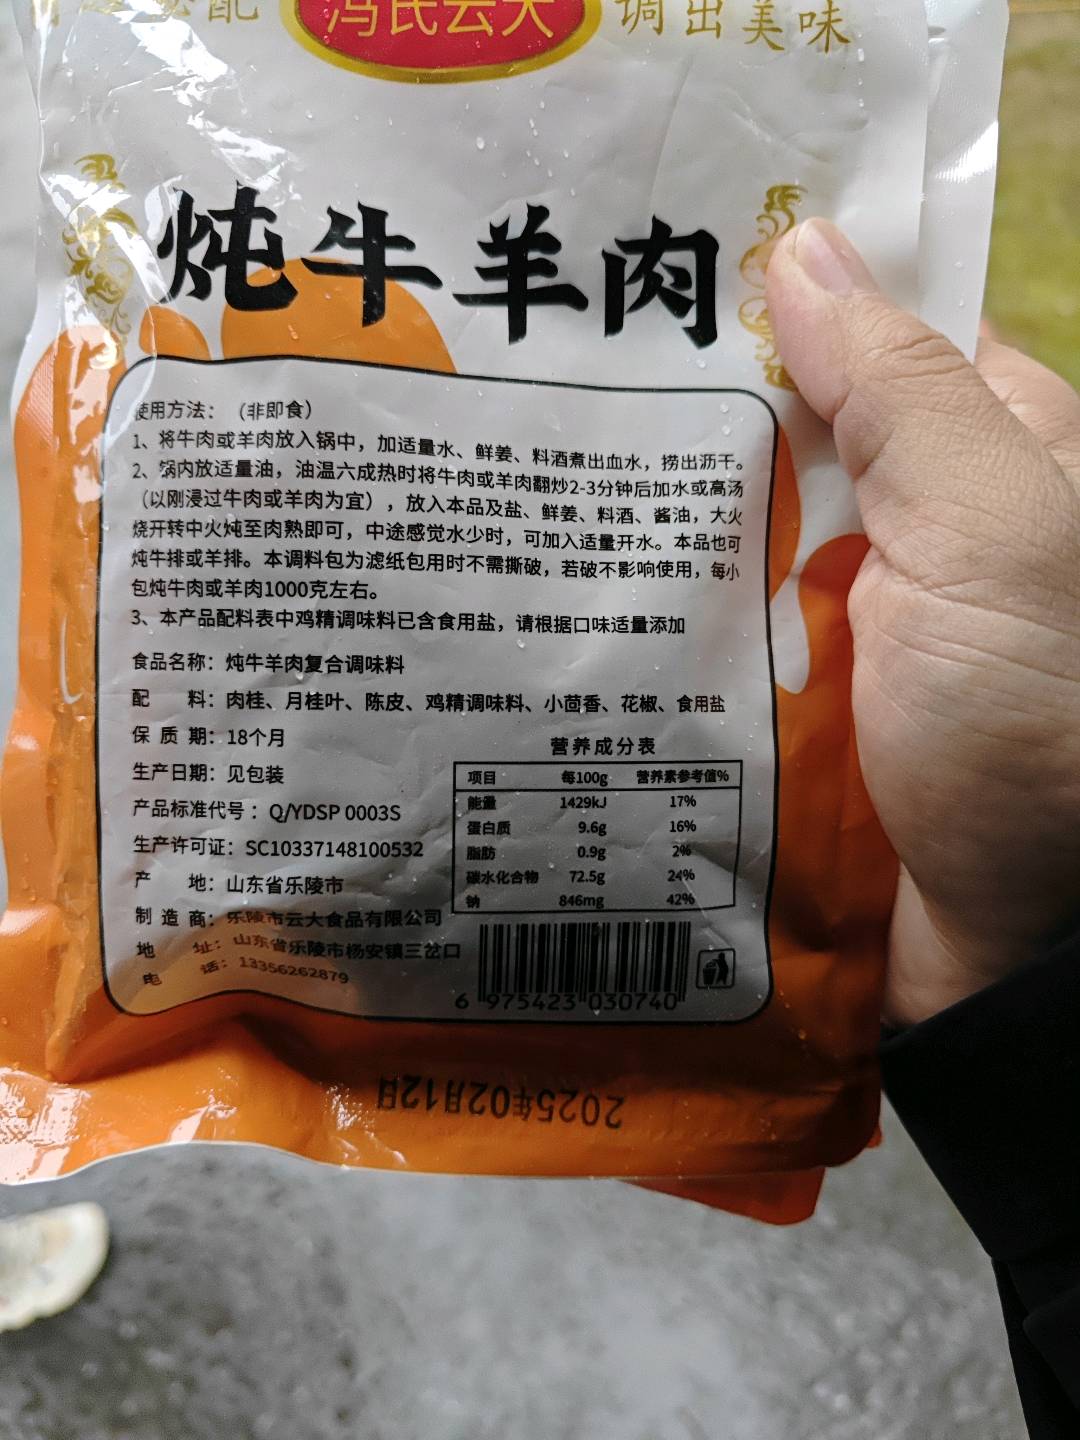 配
冯氏云大
调出美味
炖牛羊肉
使用方法：（非即食）
1、将牛肉或羊肉放入锅中，加适量水、鲜姜、料酒煮出血水，捞出沥干。
2、锅内放适量油，油温六成热时将牛肉或羊肉翻炒2-3分钟后加水或高汤
（以刚浸过牛肉或羊肉为宜），放入本品及盐、鲜姜、料酒、酱油，大火
烧开转中火炖至肉熟即可，中途感觉水少时，可加入适量开水。本品也可
炖牛排或羊排。本调料包为滤纸包用时不需撕破，若破不影响使用，每小
包炖牛肉或羊肉1000克左右。
3、本产品配料表中鸡精调味料已含食用盐，请根据口味适量添加
食品名称：炖牛羊肉复合调味料
配 料：肉桂、月桂叶、陈皮、鸡精调味料、小茴香、花椒、食用盐
保 质 期：18个月
生产日期：见包装
产品标准代号：Q/YDSP 0003S
生产许可证：SC10337148100532
产 地：山东省乐陵市
制 造 商：乐陵市云大食品有限公司
地 址：山东省乐陵市杨安镇三岔口
电 话：13356262879
营养成分表
项目 每100g 营养素参考值%
能量 1429kJ 17%
蛋白质 9.6g 16%
脂肪 0.9g 2%
碳水化合物 72.5g 24%
钠 846mg 42%
6 975423 030740
2025年02月12日